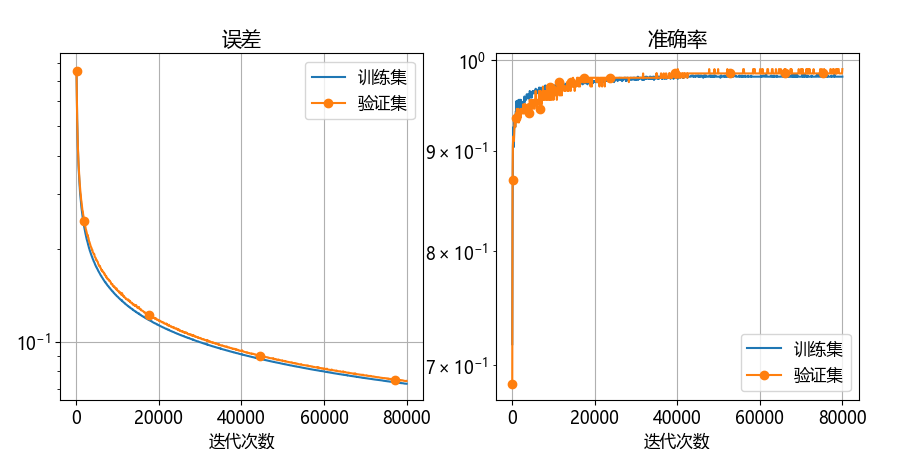 误差
训练集
验证集
10⁻¹
0
20000
40000
60000
80000
迭代次数
准确率
10⁰
9 × 10⁻¹
8 × 10⁻¹
7 × 10⁻¹
训练集
验证集
0
20000
40000
60000
80000
迭代次数